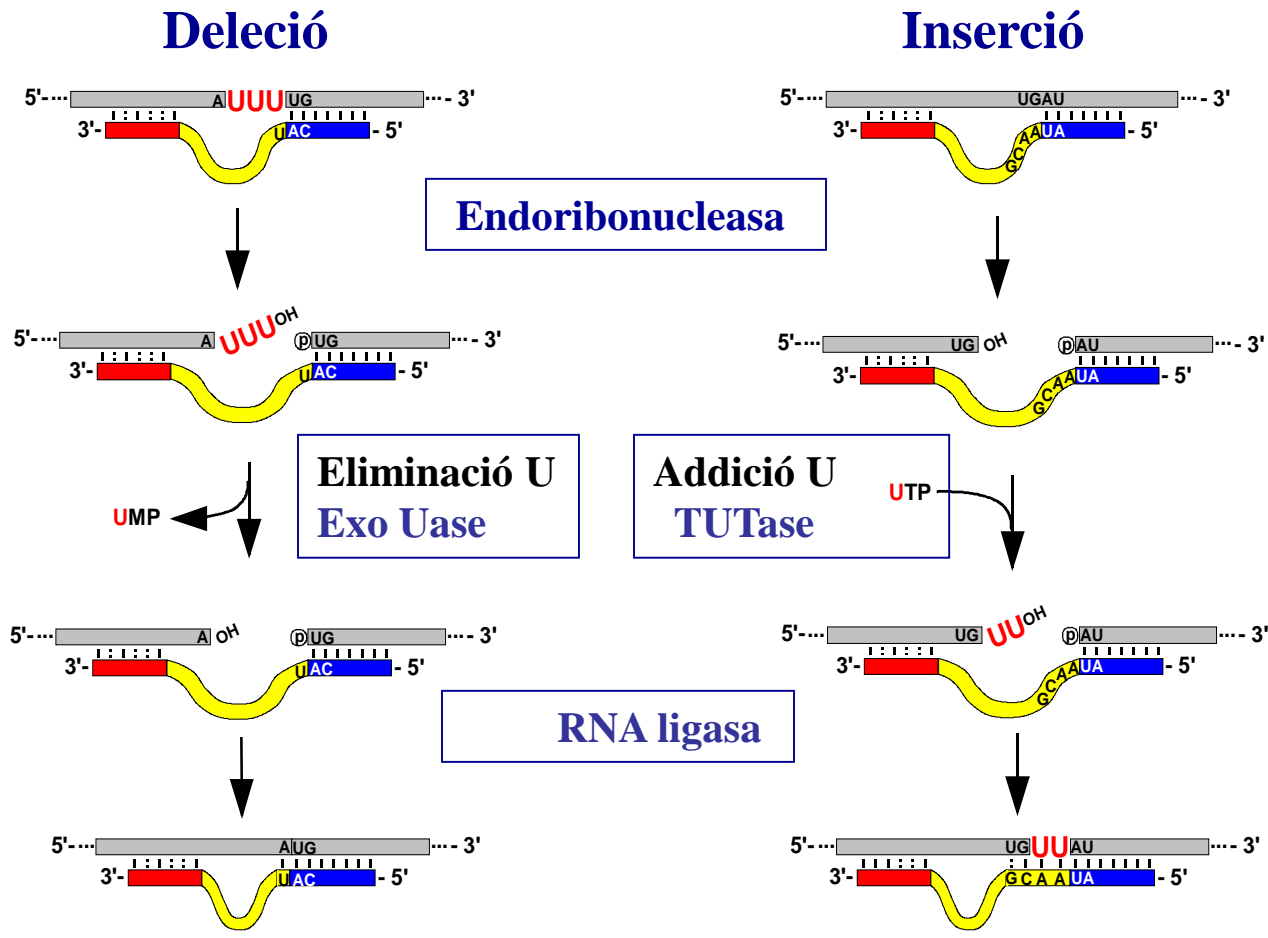 Deleció
Inserció
5'-··· A UUU UG ···- 3'
3'- U AC - 5'
5'-··· UGAU ···- 3'
3'- G C A A UA - 5'
Endoribonucleasa
5'-··· A UUU OH p UG ···- 3'
3'- U AC - 5'
5'-··· UG OH p AU ···- 3'
3'- G C A A UA - 5'
Eliminació U
Exo Uase
UMP
Addició U
TUTase
UTP
5'-··· A OH p UG ···- 3'
3'- U AC - 5'
5'-··· UG UU OH p AU ···- 3'
3'- G C A A UA - 5'
RNA ligasa
5'-··· A UG ···- 3'
3'- U AC - 5'
5'-··· UG UU AU ···- 3'
3'- G C A A UA - 5'